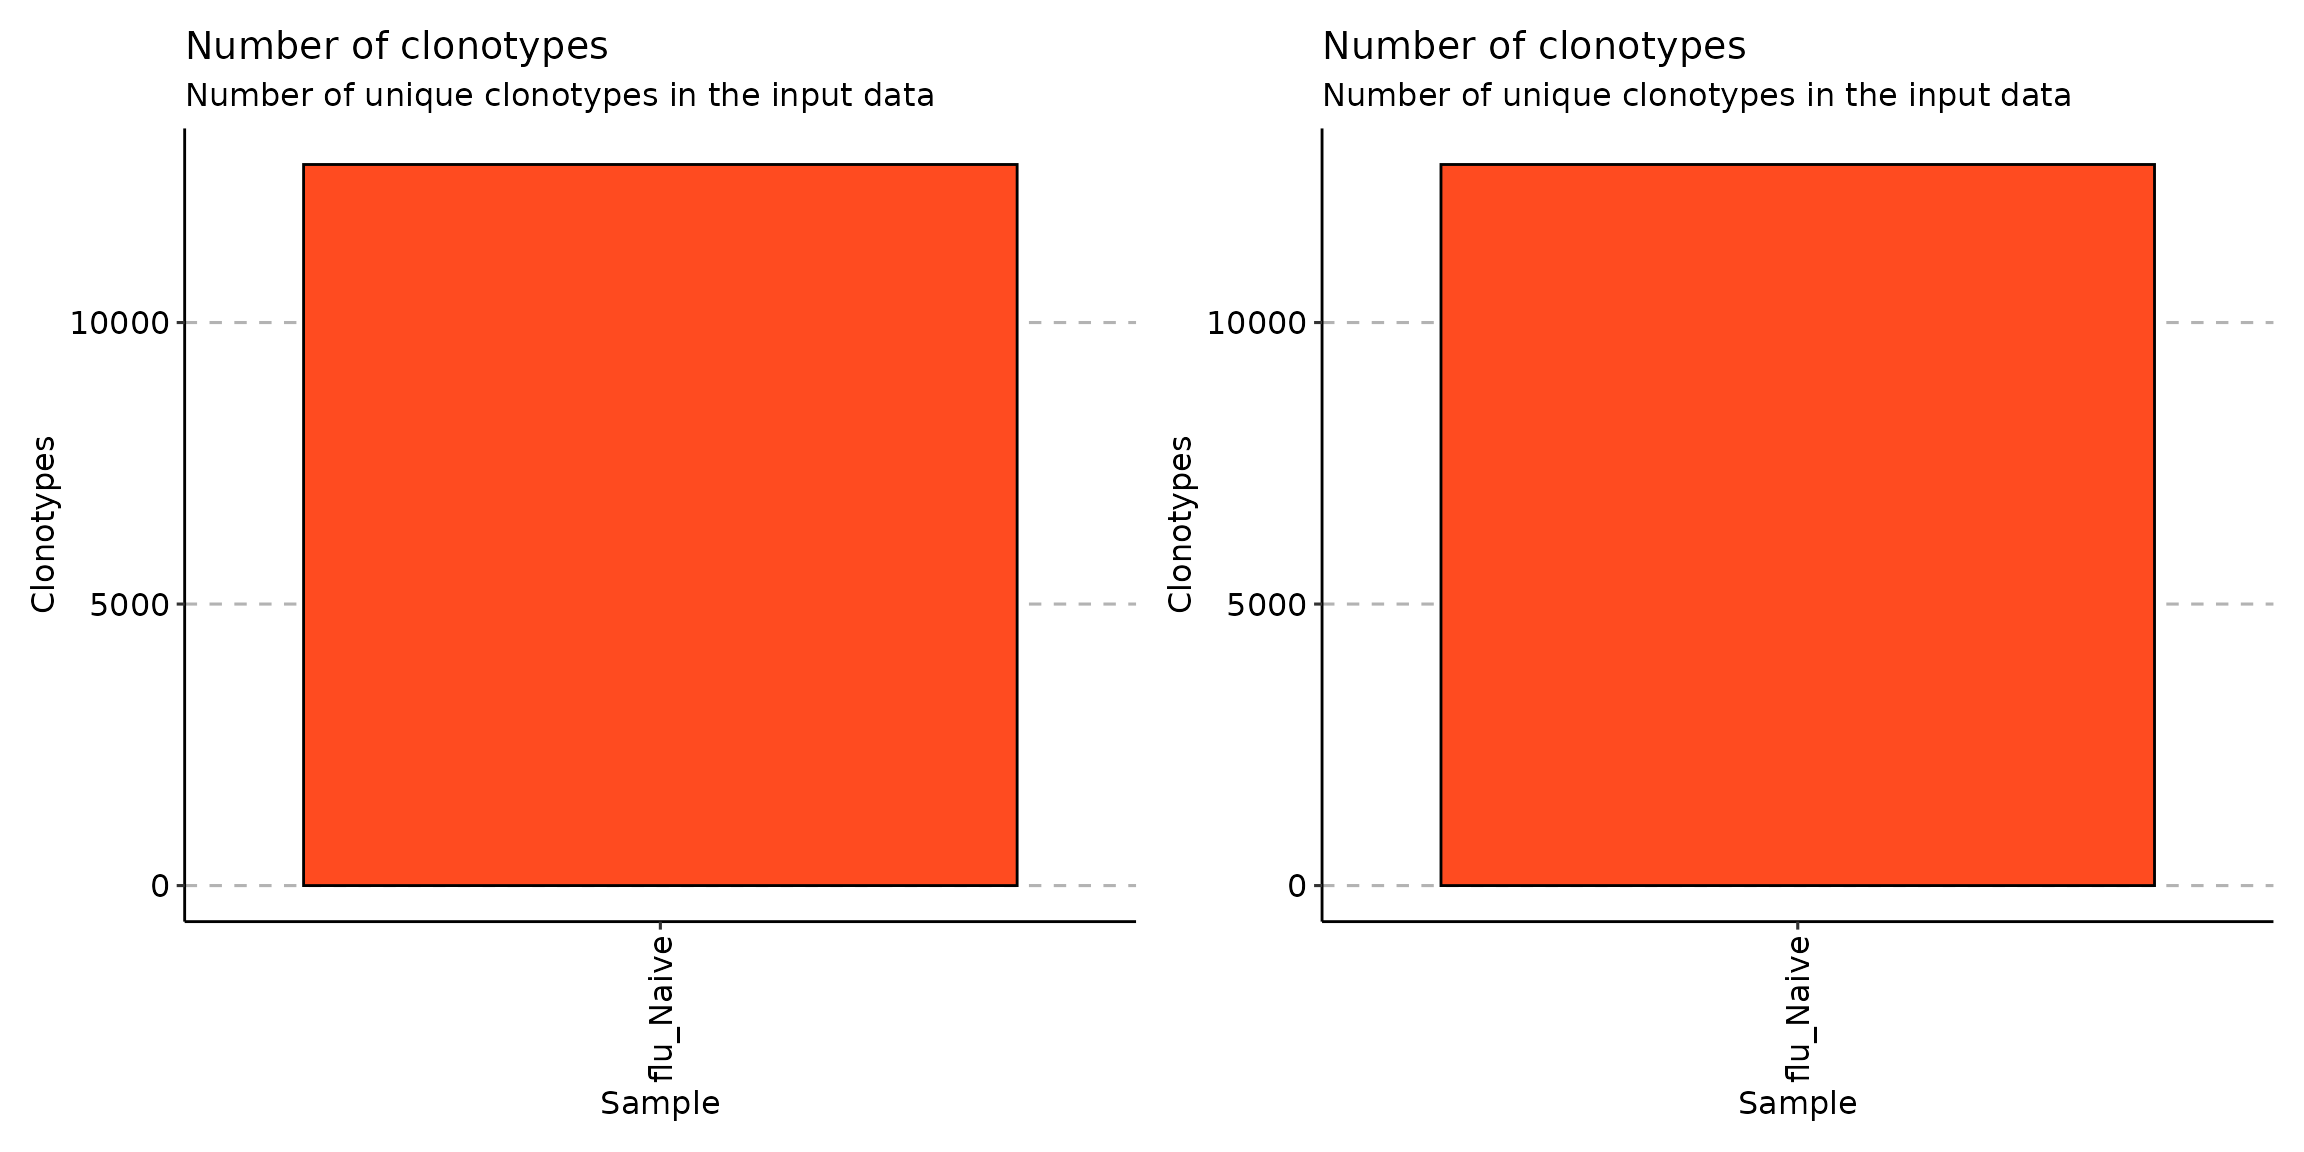 Number of clonotypes
Number of unique clonotypes in the input data
Clonotypes
10000
5000
0
flu_Naive
Sample
Number of clonotypes
Number of unique clonotypes in the input data
Clonotypes
10000
5000
0
flu_Naive
Sample